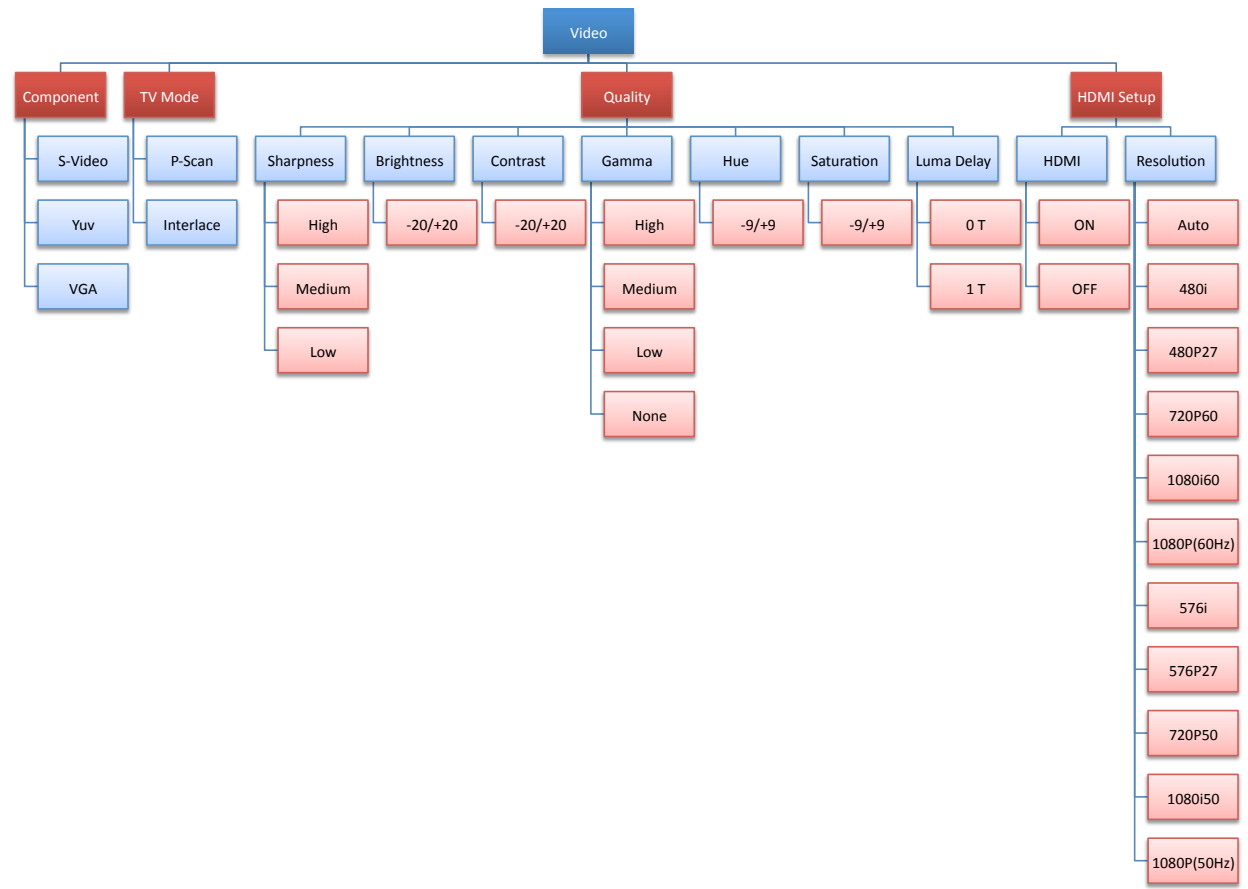 Video
Component
TV Mode
Quality
HDMI Setup
S-Video
P-Scan
Sharpness
Brightness
Contrast
Gamma
Hue
Saturation
Luma Delay
HDMI
Resolution
Yuv
Interlace
High
-20/+20
-20/+20
High
-9/+9
-9/+9
0 T
ON
Auto
VGA
Medium
Medium
1 T
OFF
480i
Low
Low
480P27
None
720P60
1080i60
1080P(60Hz)
576i
576P27
720P50
1080i50
1080P(50Hz)